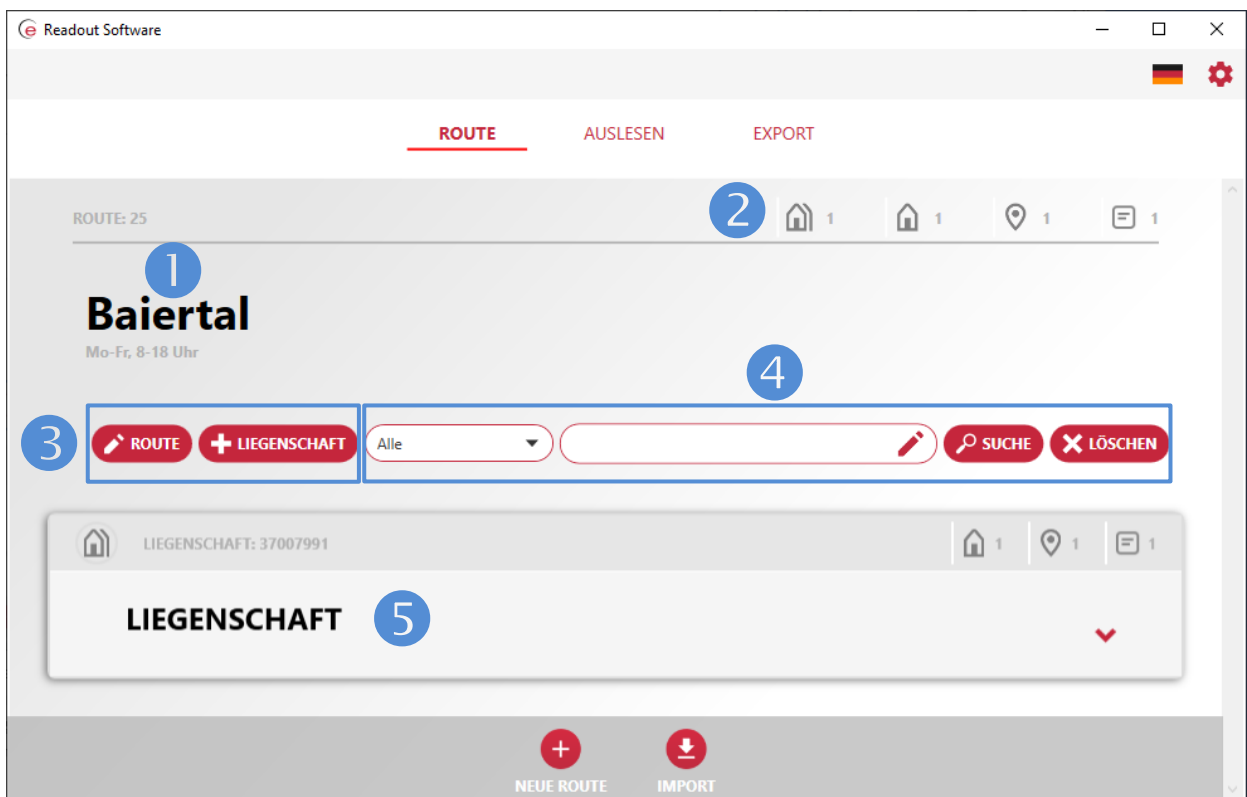 e Readout Software
ROUTE AUSLESEN EXPORT
ROUTE: 25 2 1 1 1 1
1
Baiertal
Mo-Fr, 8-18 Uhr
4
3 ROUTE LIEGENSCHAFT Alle SUCHE LÖSCHEN
LIEGENSCHAFT: 37007991 1 1 1
LIEGENSCHAFT 5
NEUE ROUTE IMPORT